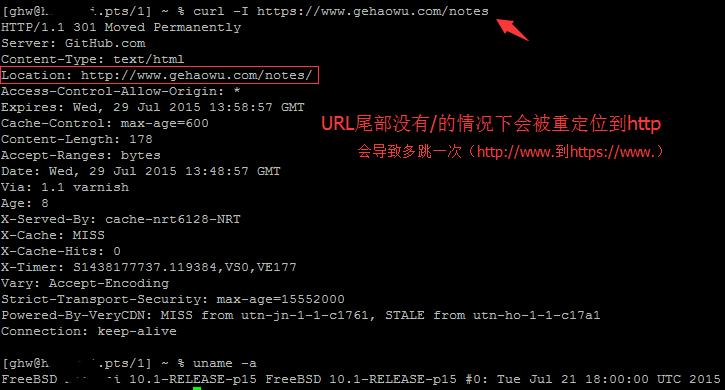 [ghw@h .pts/1] ~ % curl -I https://www.gehaowu.com/notes
HTTP/1.1 301 Moved Permanently
Server: GitHub.com
Content-Type: text/html
Location: http://www.gehaowu.com/notes/
Access-Control-Allow-Origin: *
Expires: Wed, 29 Jul 2015 13:58:57 GMT
Cache-Control: max-age=600
URL尾部没有/的情况下会被重定位到http
Content-Length: 178
会导致多跳一次（http://www.到https://www.）
Accept-Ranges: bytes
Date: Wed, 29 Jul 2015 13:48:57 GMT
Via: 1.1 varnish
Age: 8
X-Served-By: cache-nrt6128-NRT
X-Cache: MISS
X-Cache-Hits: 0
X-Timer: S1438177737.119384,VS0,VE177
Vary: Accept-Encoding
Strict-Transport-Security: max-age=15552000
Powered-By-VeryCDN: MISS from utn-jn-1-1-c1761, STALE from utn-ho-1-1-c17a1
Connection: keep-alive
[ghw@h .pts/1] ~ % uname -a
FreeBSD 10.1-RELEASE-p15 FreeBSD 10.1-RELEASE-p15 #0: Tue Jul 21 18:00:00 UTC 2015